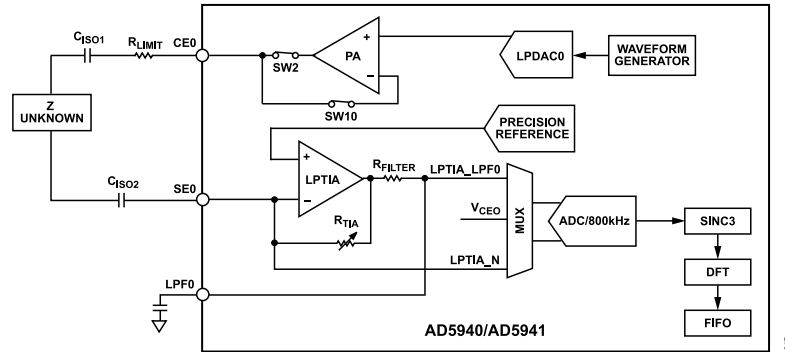 CISO1
RLIMIT
CE0
SW2
PA
+
−
SW10
LPDAC0
WAVEFORM
GENERATOR
Z
UNKNOWN
PRECISION
REFERENCE
CISO2
SE0
+
LPTIA
−
RFILTER
RTIA
LPTIA_LPF0
VCEO
LPTIA_N
MUX
ADC/800kHz
SINC3
DFT
FIFO
LPF0
AD5940/AD5941